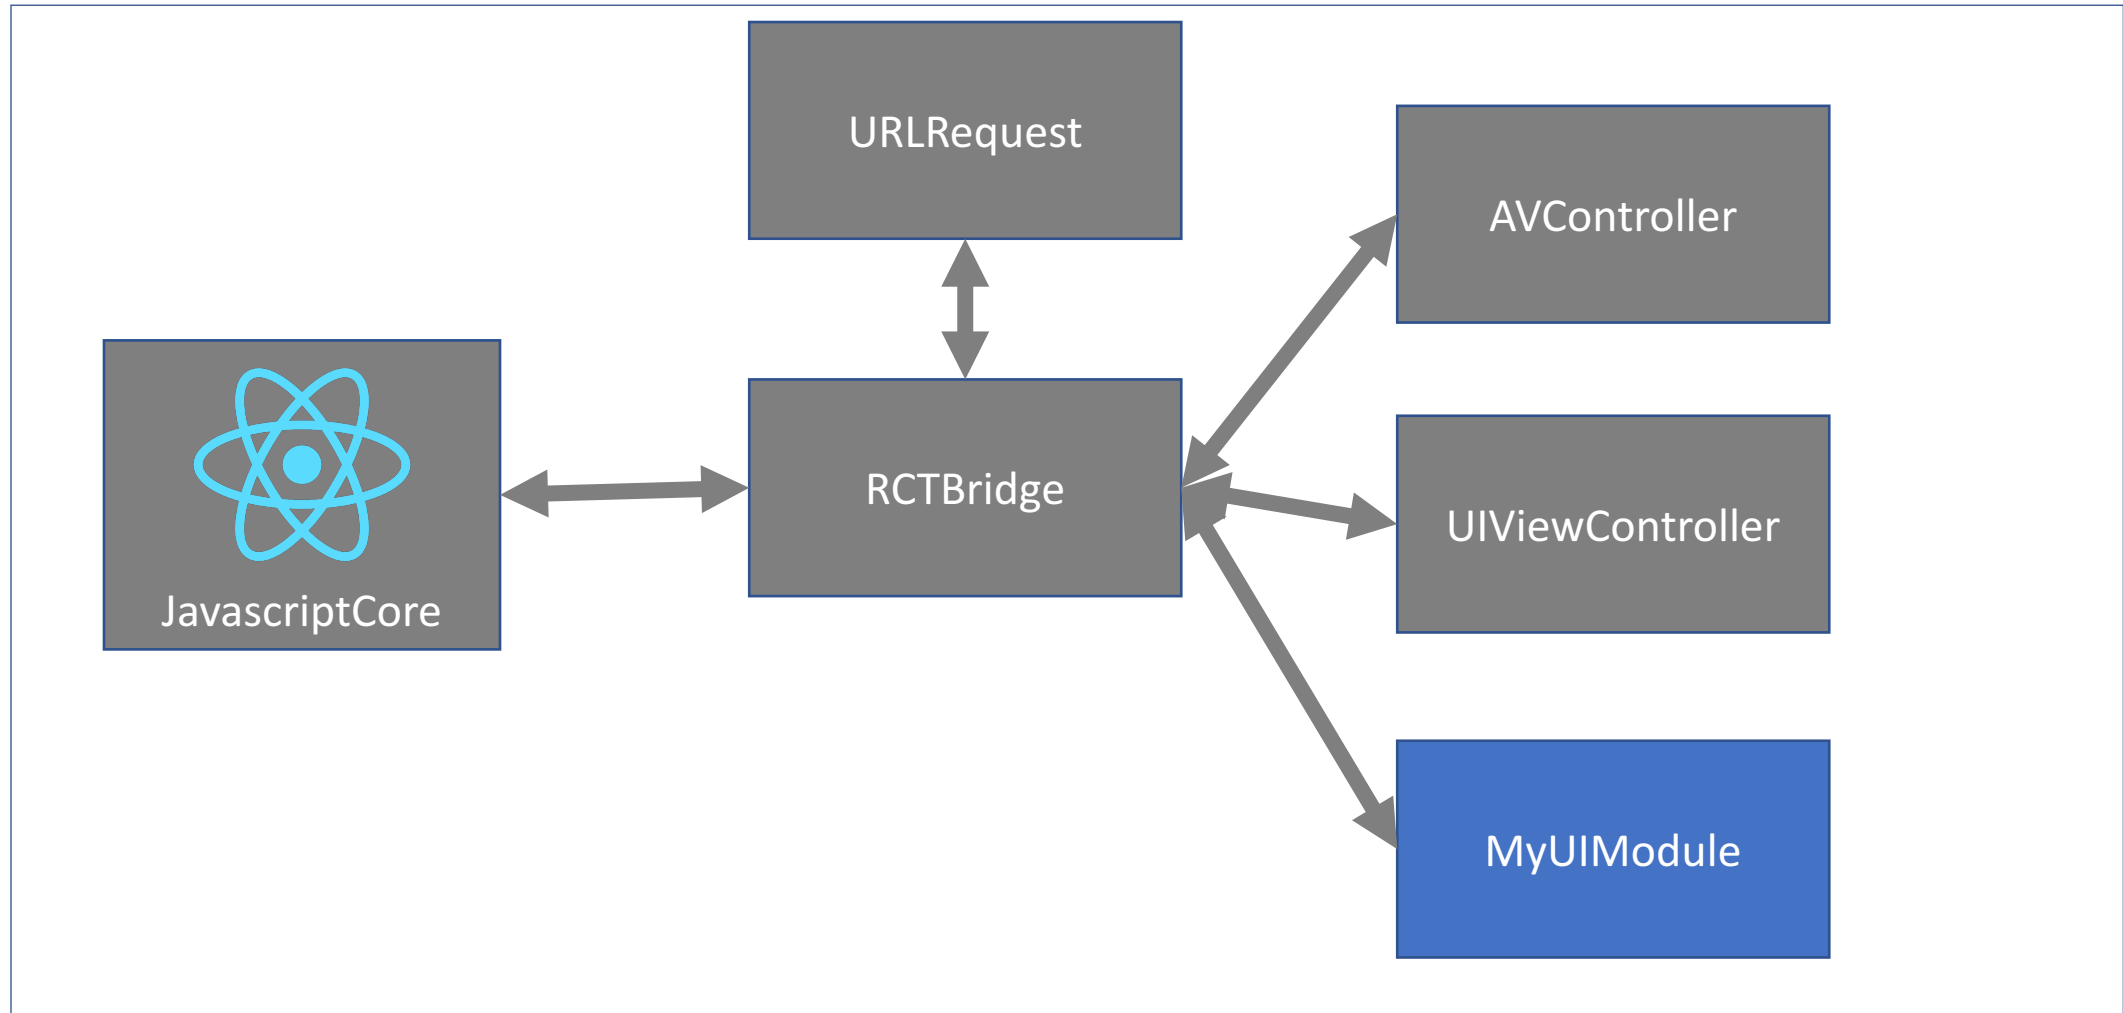 URLRequest
AVController
RCTBridge
UIViewController
JavascriptCore
MyUIModule